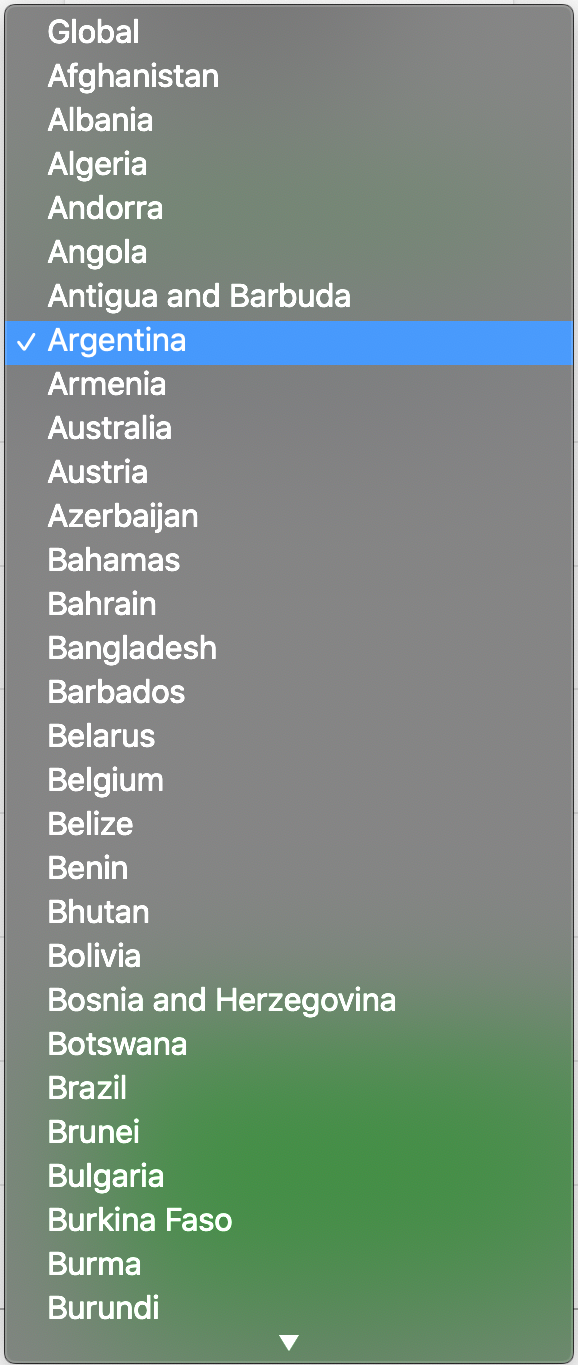 Global
Afghanistan
Albania
Algeria
Andorra
Angola
Antigua and Barbuda
✓ Argentina
Armenia
Australia
Austria
Azerbaijan
Bahamas
Bahrain
Bangladesh
Barbados
Belarus
Belgium
Belize
Benin
Bhutan
Bolivia
Bosnia and Herzegovina
Botswana
Brazil
Brunei
Bulgaria
Burkina Faso
Burma
Burundi